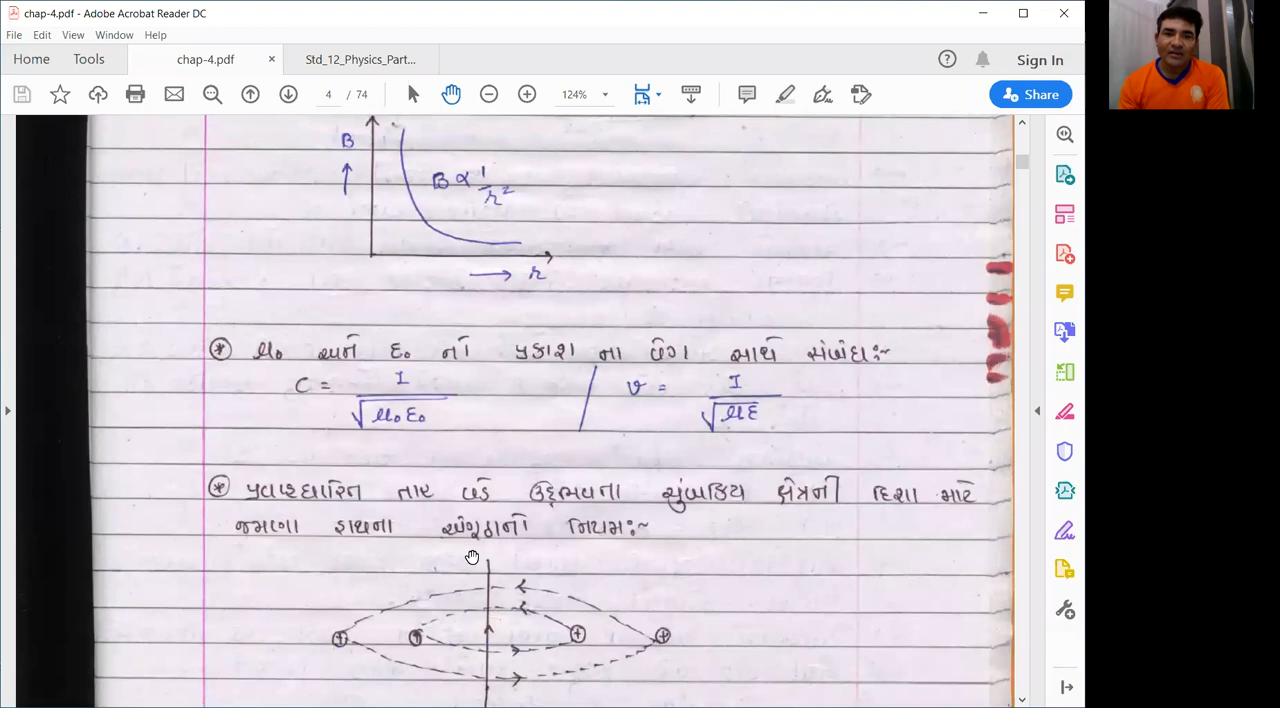 chap-4.pdf - Adobe Acrobat Reader DC
File Edit View Window Help
Home Tools chap-4.pdf × Std_12_Physics_Part... Sign In
4 / 74 124% Share
B
B ∝ 1/r²
r
μ₀ અને ε₀ નો પ્રકાશ ના વેગ સાથે સંબંધ:~
C = 1/√μ₀ε₀ / v = 1/√με
પ્રવાહધારિત તાર વડે ઉદ્ભવતા ચુંબકિય ક્ષેત્રની દિશા માટે
જમણા હાથના અંગૂઠાનો નિયમ:~